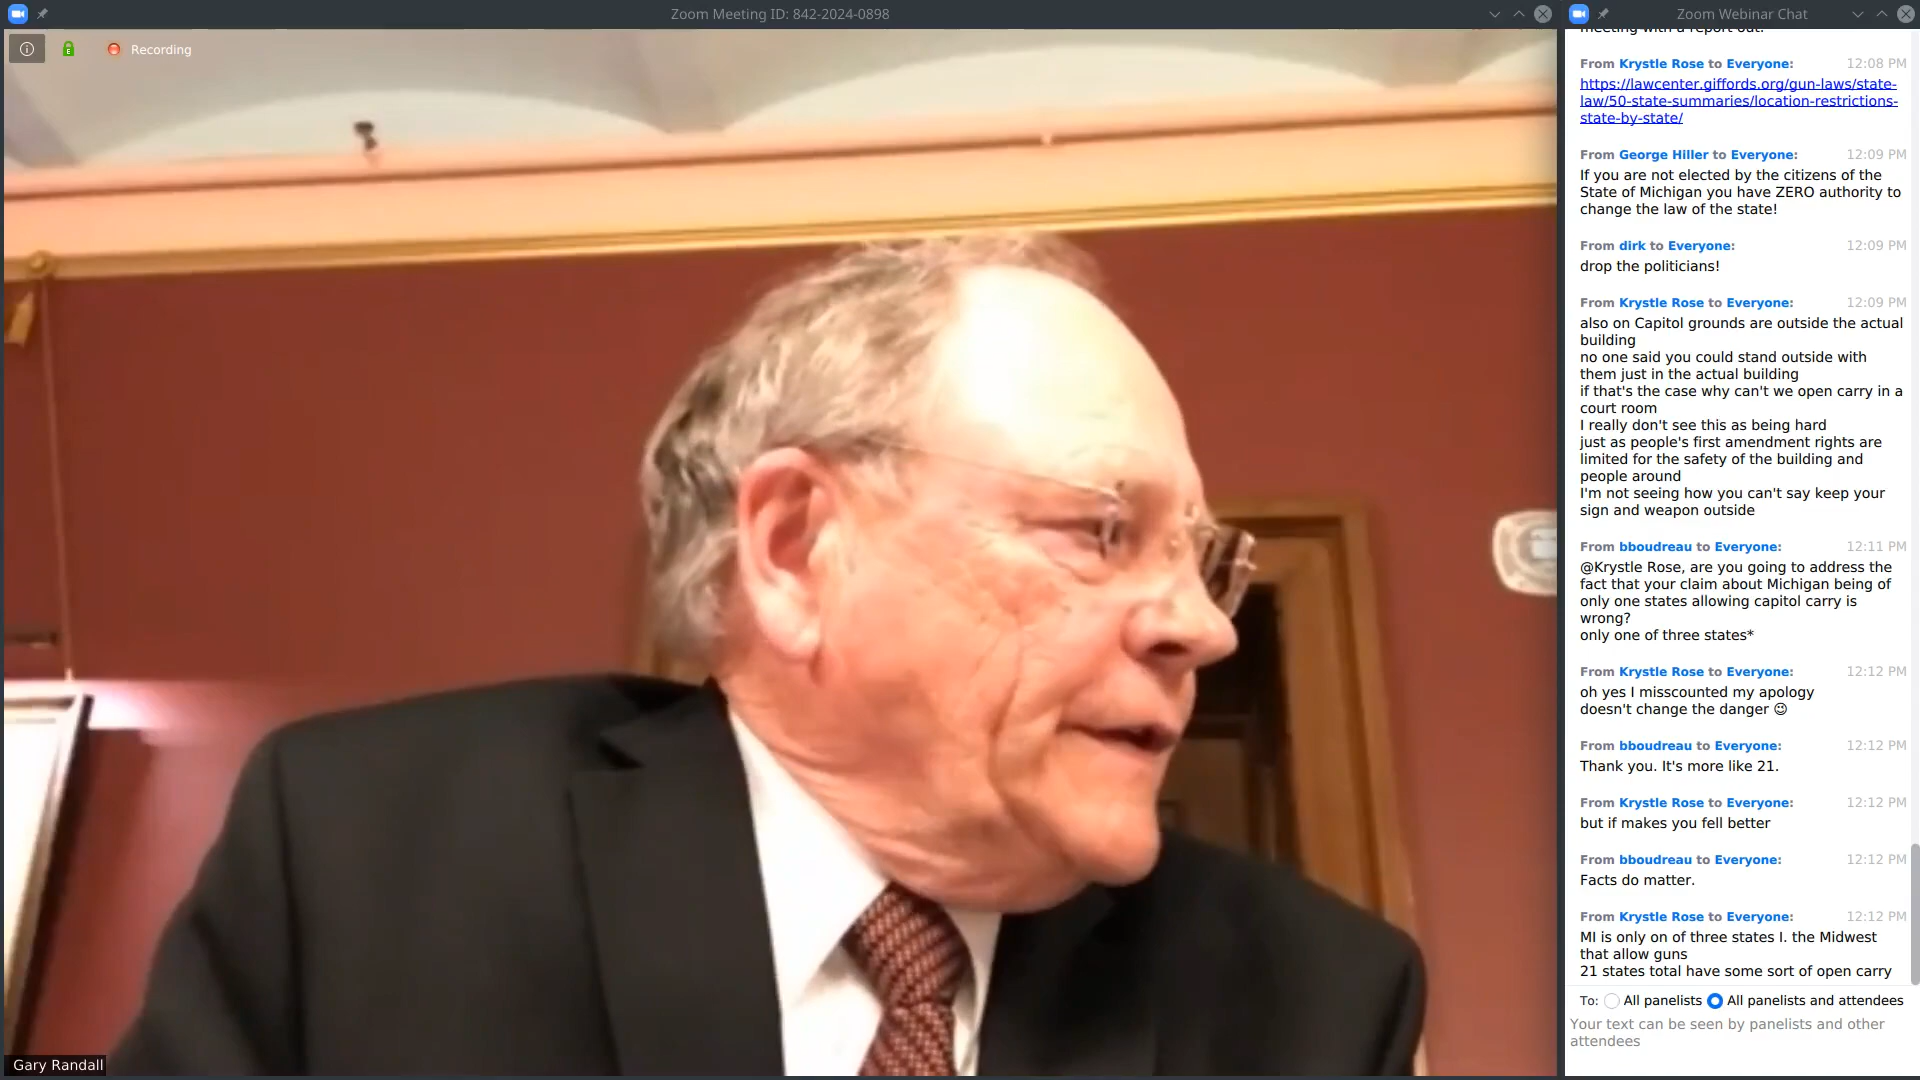 Zoom Meeting ID: 842-2024-0898
Recording
Gary Randall
Zoom Webinar Chat
meeting with a report out.
From Krystle Rose to Everyone: 12:08 PM
https://lawcenter.giffords.org/gun-laws/state-
law/50-state-summaries/location-restrictions-
state-by-state/
From George Hiller to Everyone: 12:09 PM
If you are not elected by the citizens of the
State of Michigan you have ZERO authority to
change the law of the state!
From dirk to Everyone: 12:09 PM
drop the politicians!
From Krystle Rose to Everyone: 12:09 PM
also on Capitol grounds are outside the actual
building
no one said you could stand outside with
them just in the actual building
if that's the case why can't we open carry in a
court room
I really don't see this as being hard
just as people's first amendment rights are
limited for the safety of the building and
people around
I'm not seeing how you can't say keep your
sign and weapon outside
From bboudreau to Everyone: 12:11 PM
@Krystle Rose, are you going to address the
fact that your claim about Michigan being of
only one states allowing capitol carry is
wrong?
only one of three states*
From Krystle Rose to Everyone: 12:12 PM
oh yes I misscounted my apology
doesn't change the danger 😉
From bboudreau to Everyone: 12:12 PM
Thank you. It's more like 21.
From Krystle Rose to Everyone: 12:12 PM
but if makes you fell better
From bboudreau to Everyone: 12:12 PM
Facts do matter.
From Krystle Rose to Everyone: 12:12 PM
MI is only on of three states I. the Midwest
that allow guns
21 states total have some sort of open carry
To: All panelists All panelists and attendees
Your text can be seen by panelists and other
attendees